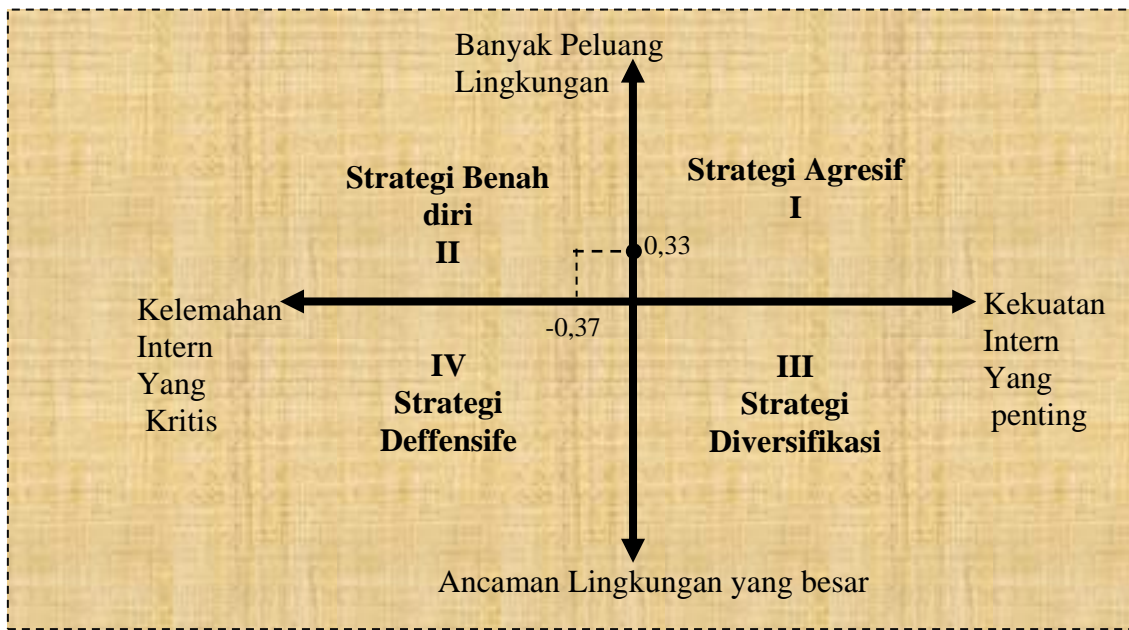 Banyak Peluang
Lingkungan
Strategi Benah
diri
II
Strategi Agresif
I
0,33
Kelemahan
Intern
Yang
Kritis
-0,37
Kekuatan
Intern
Yang
penting
IV
Strategi
Deffensife
III
Strategi
Diversifikasi
Ancaman Lingkungan yang besar